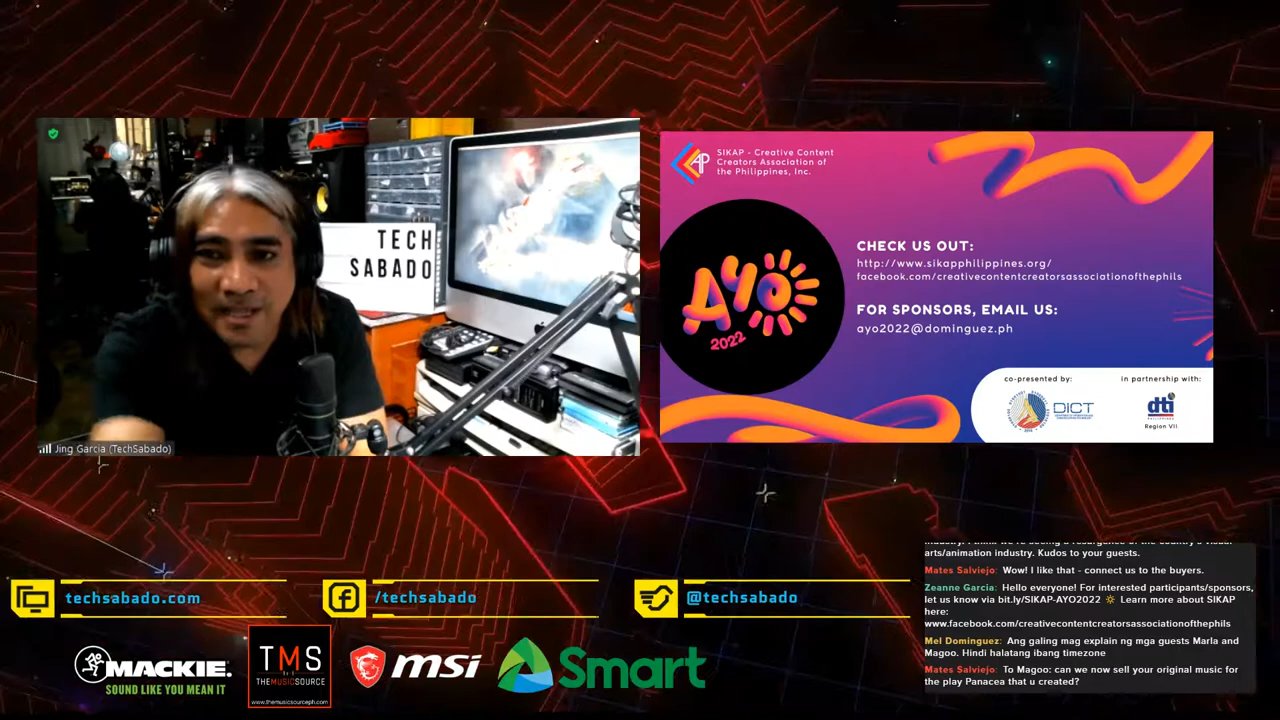 TECH
SABADO
Jing Garcia (TechSabado)
SIKAP - Creative Content
Creators Association of
the Philippines, Inc.
AP
AYO
2022
CHECK US OUT:
http://www.sikapphilippines.org/
facebook.com/creativecontentcreatorsassociationofthephils
FOR SPONSORS, EMAIL US:
ayo2022@dominguez.ph
co-presented by:
in partnership with:
DICT
dti
PHILIPPINES
Region VII
techsabado.com
/techsabado
@techsabado
MACKIE.
SOUND LIKE YOU MEAN IT
TMS
THEMUSICSOURCE
www.themusicsourceph.com
msi
Smart
arts/animation industry. Kudos to your guests.
Mates Salviejo: Wow! I like that - connect us to the buyers.
Zeanne Garcia: Hello everyone! For interested participants/sponsors,
let us know via bit.ly/SIKAP-AYO2022 🔆 Learn more about SIKAP
here:
www.facebook.com/creativecontentcreatorsassociationofthephils
Mel Dominguez: Ang galing mag explain ng mga guests Marla and
Magoo. Hindi halatang ibang timezone
Mates Salviejo: To Magoo: can we now sell your original music for
the play Panacea that u created?